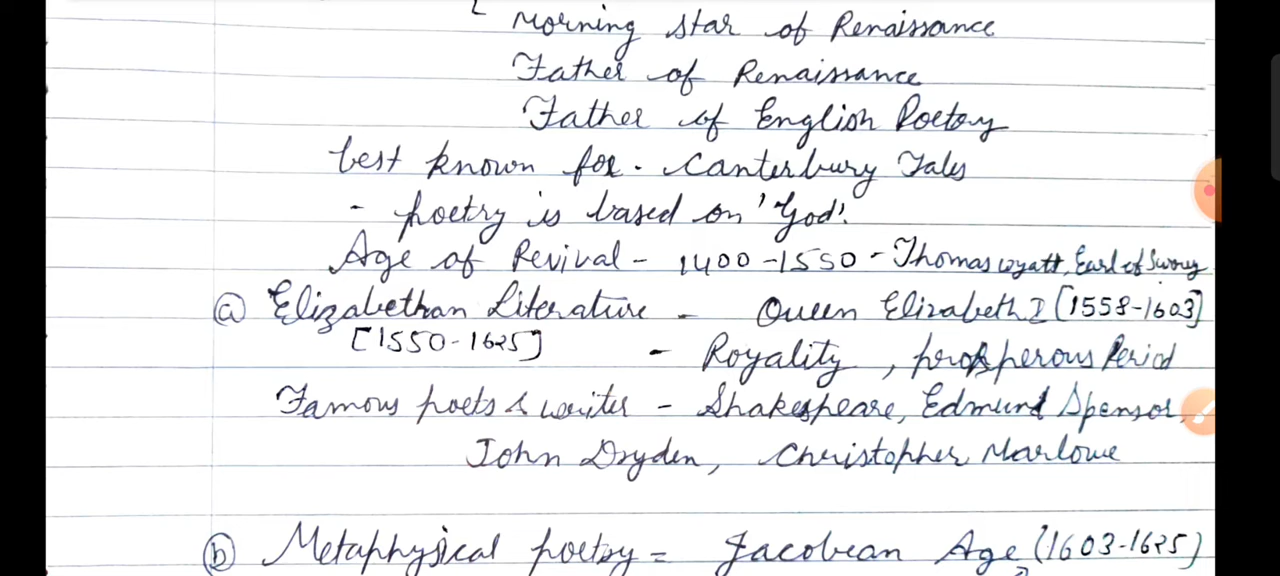 Morning Star of Renaissance
Father of Renaissance
Father of English Poetry
best known for - Canterbury Tales
- poetry is based on 'God'.
Age of Revival - 1400-1550 - Thomas wyatt, Earl of Surrey
(a) Elizabethan Literature - Queen Elizabeth I [1558-1603]
[1550-1625] - Royality, prosperous Period
Famous poets & writer - Shakespeare, Edmund Spensor,
John Dryden, Christopher Marlowe
(b) Metaphysical poetry = Jacobean Age (1603-1625)